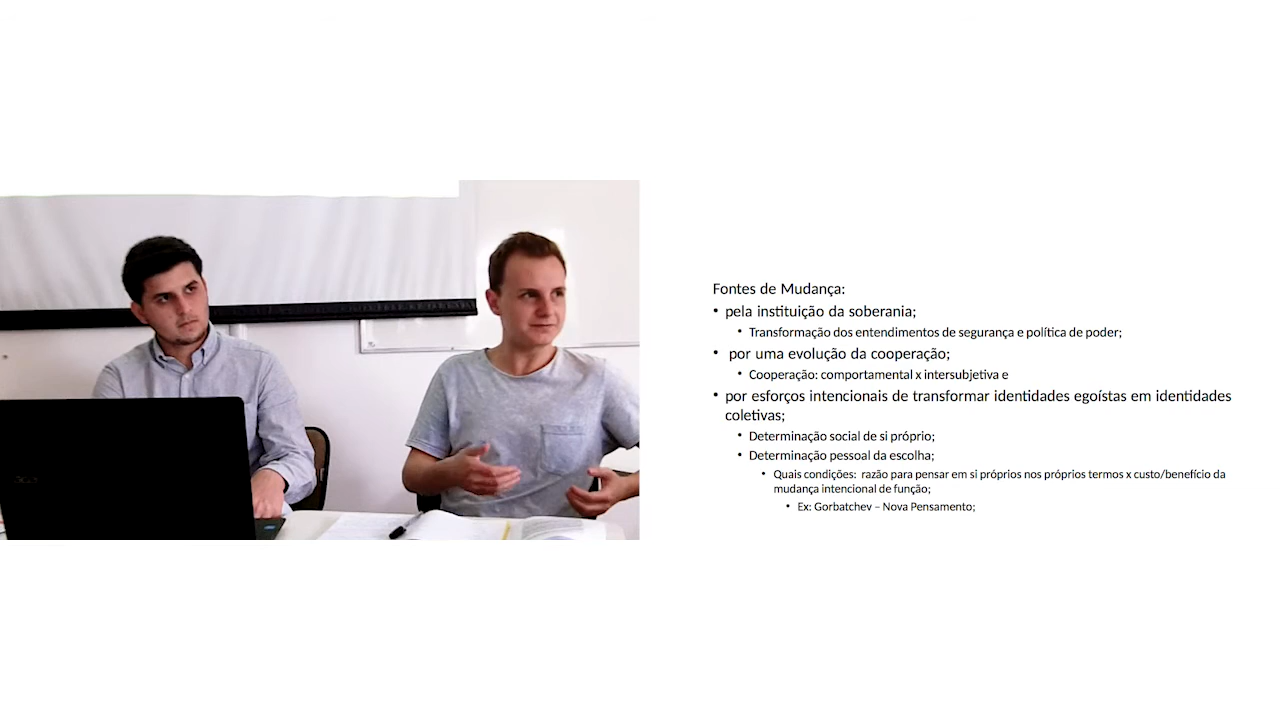 Fontes de Mudança:
• pela instituição da soberania;
• Transformação dos entendimentos de segurança e política de poder;
• por uma evolução da cooperação;
• Cooperação: comportamental x intersubjetiva e
• por esforços intencionais de transformar identidades egoístas em identidades
coletivas;
• Determinação social de si próprio;
• Determinação pessoal da escolha;
• Quais condições: razão para pensar em si próprios nos próprios termos x custo/benefício da
mudança intencional de função;
• Ex: Gorbatchev – Nova Pensamento;